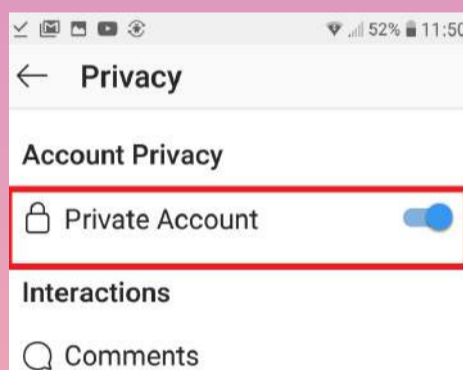 52% 11:50
Privacy
Account Privacy
Private Account
Interactions
Comments